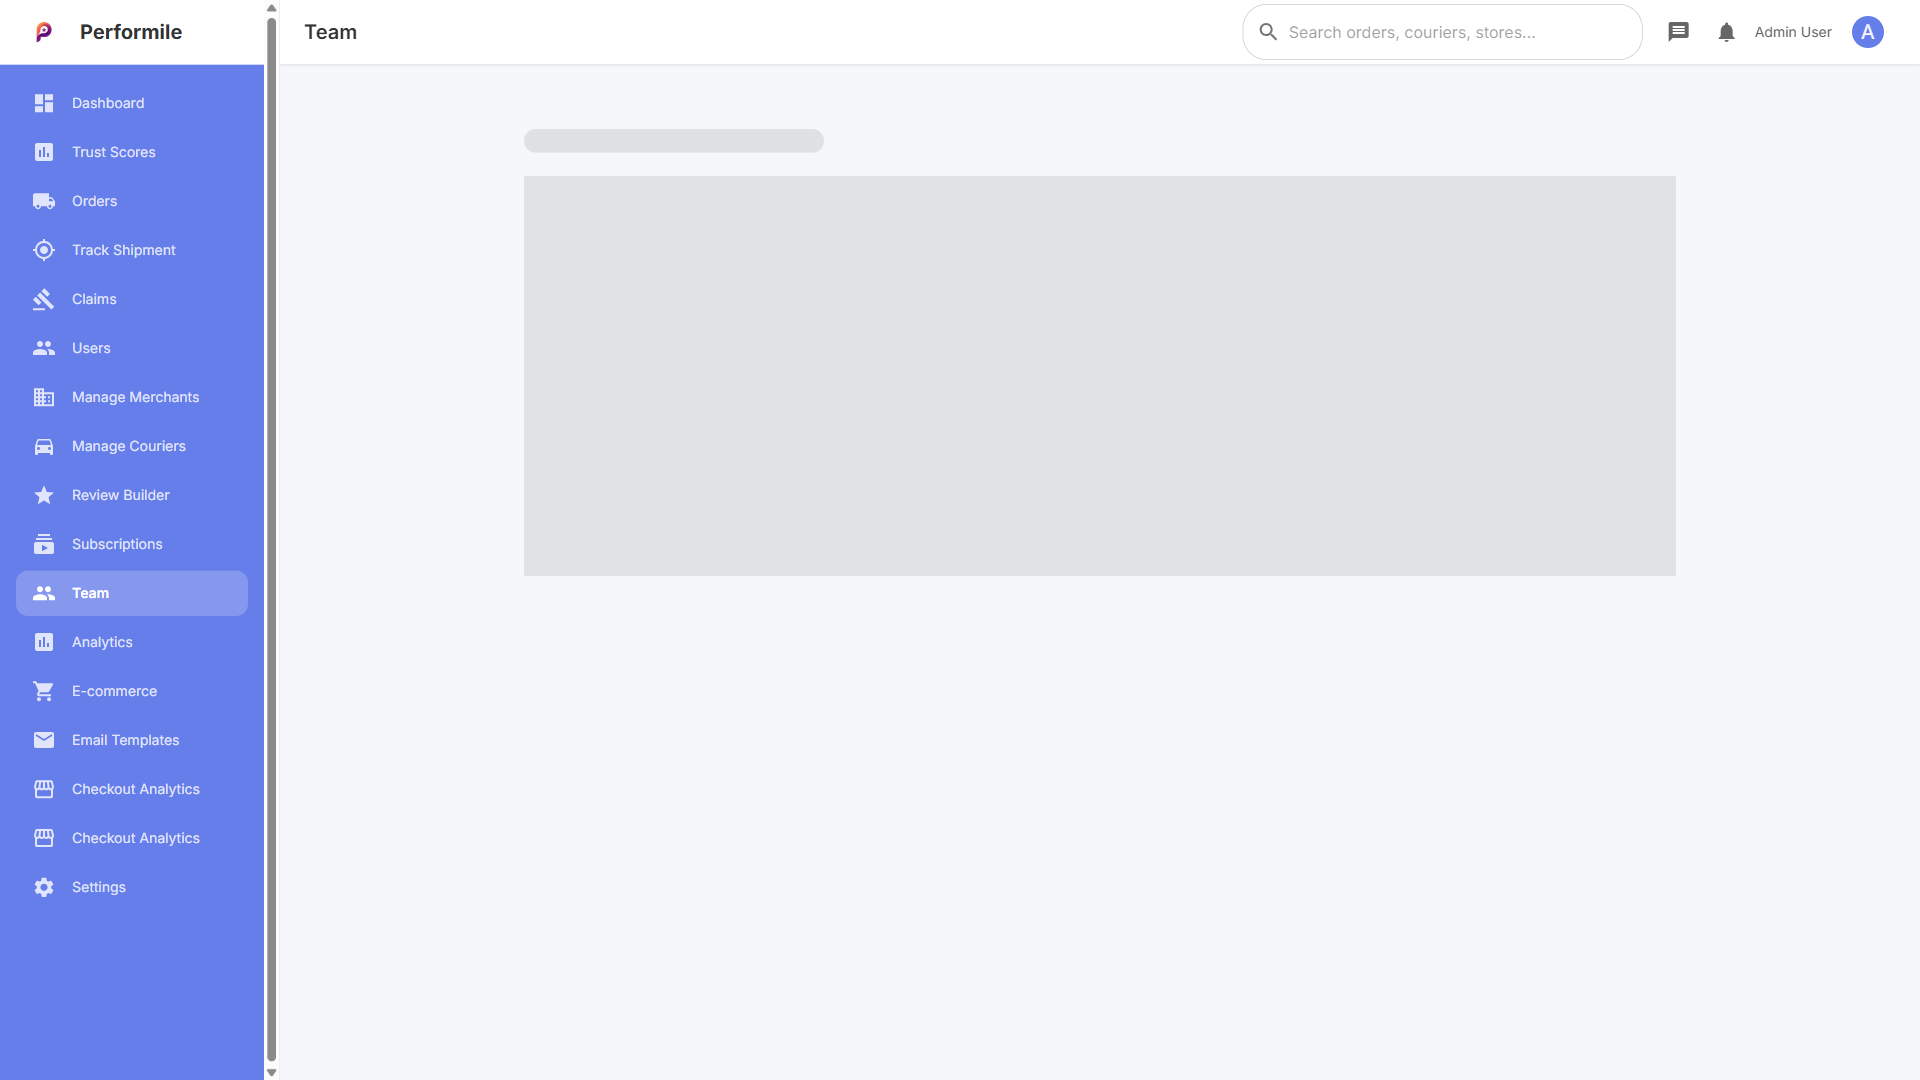 Performile
Team
Search orders, couriers, stores...
Admin User
A
Dashboard
Trust Scores
Orders
Track Shipment
Claims
Users
Manage Merchants
Manage Couriers
Review Builder
Subscriptions
Team
Analytics
E-commerce
Email Templates
Checkout Analytics
Checkout Analytics
Settings